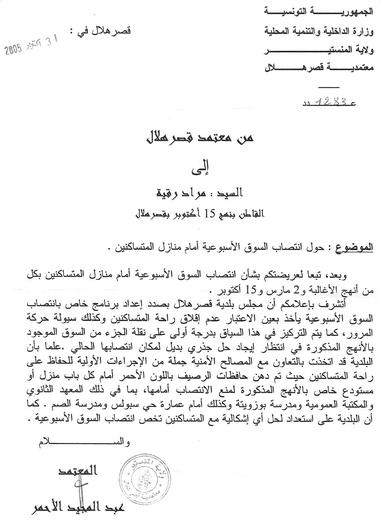 الجمهورية التونسية
وزارة الداخلية والتنمية المحلية
ولاية المنستير
معتمدية قصرهلال
قصرهلال في :
31 2005
1283
من معتمد قصرهلال
إلى
السيد : مراد رقية
القاطن بنهج 15 أكتوبر بقصرهلال
الموضوع : حول انتصاب السوق الأسبوعية أمام منازل المتساكنين .
وبعد، تبعا لعريضتكم بشأن انتصاب السوق الأسبوعية أمام منازل المتساكنين بكل
من أنهج الأغالبة و2 مارس و15 أكتوبر .
أتشرف بإعلامكم أن مجلس بلدية قصرهلال بصدد إعداد برنامج خاص بانتصاب
السوق الأسبوعية يأخذ بعين الاعتبار عدم إقلاق راحة المتساكنين وكذلك سيولة حركة
المرور، كما يتم التركيز في هذا السياق بدرجة أولى على نقلة الجزء من السوق الموجود
بالأنهج المذكورة في انتظار إيجاد حل جذري بديل لمكان انتصابها الحالي .علما بأن
البلدية قد اتخذت بالتعاون مع المصالح الأمنية جملة من الإجراءات الأولية للحفاظ على
راحة المتساكنين حيث تم دهن حافظات الرصيف باللون الأحمر أمام كل باب منزل أو
مستودع خاص بالأنهج المذكورة لمنع الانتصاب أمامها، بما في ذلك المعهد الثانوي
والمكتبة العمومية ومدرسة بوزويتة وكذلك أمام عمارة حي سبولس ومدرسة الصم . كما
أن البلدية على استعداد لحل أي إشكالية مع المتساكنين تخص انتصاب السوق الأسبوعية .
والســـــلام
المعتمد
عبد المجيد الأحمر